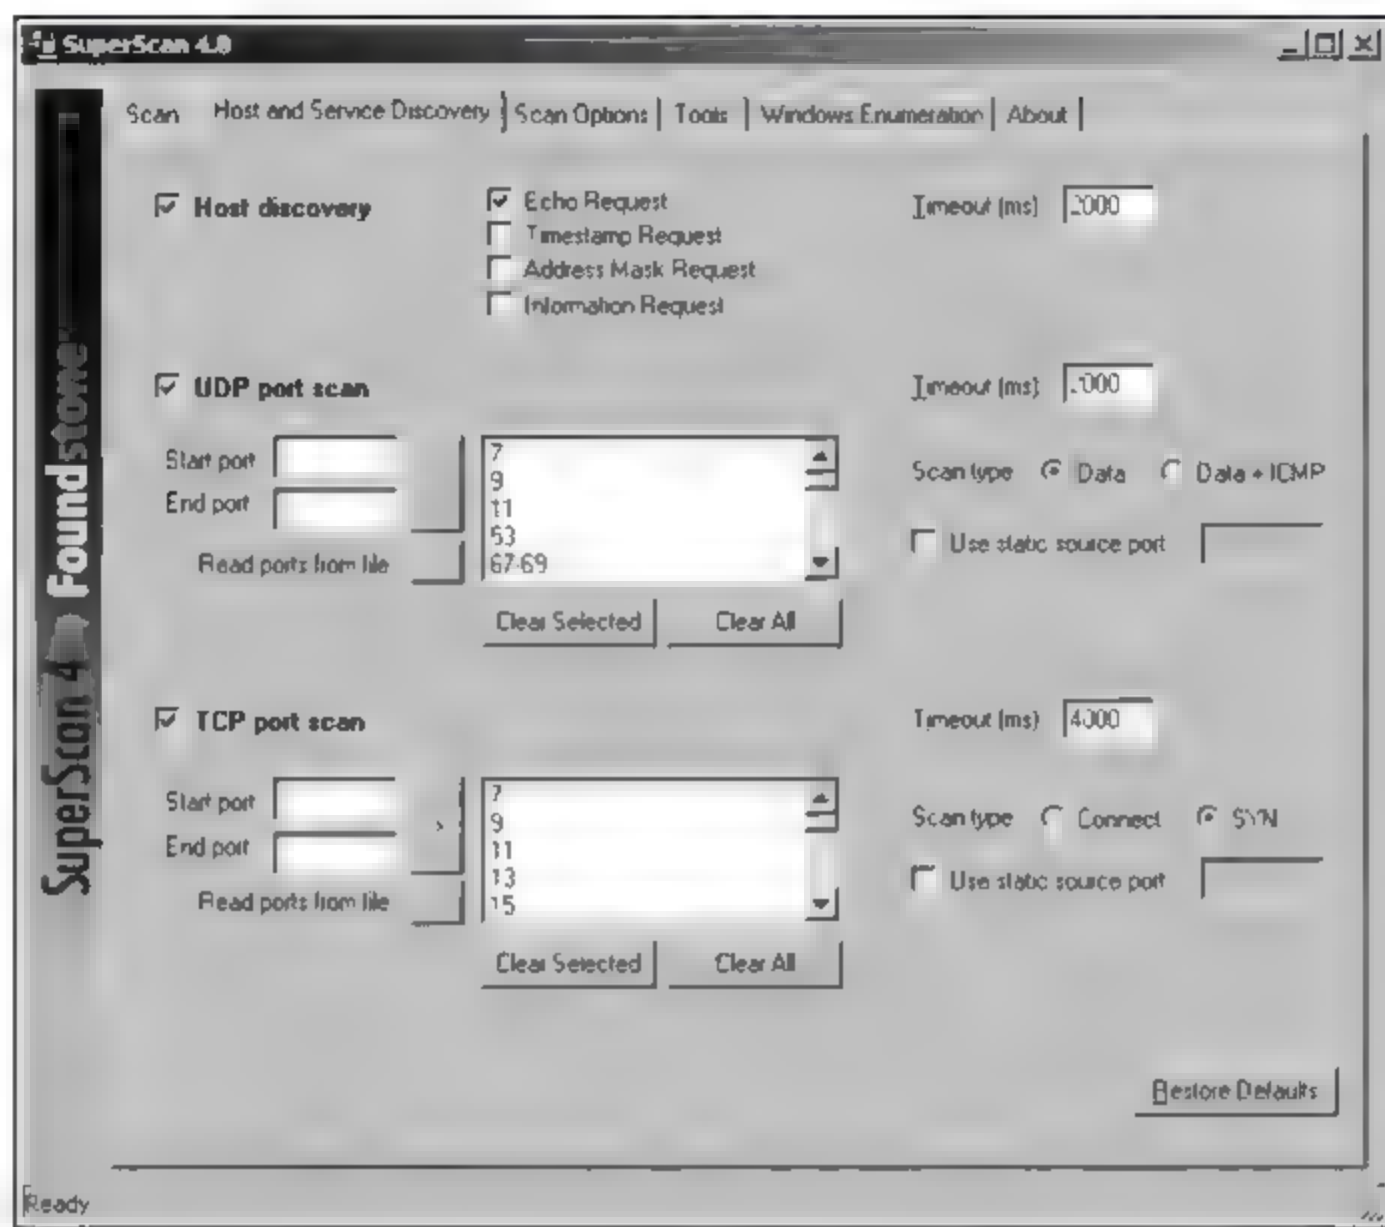 SuperScan 4.0
Scan Host and Service Discovery Scan Options Tools Windows Enumeration About
Host discovery
Echo Request
Timestamp Request
Address Mask Request
Information Request
Timeout (ms) 2000
UDP port scan
Timeout (ms)
Start port
End port
Read ports from file
7
9
11
53
67-69
Clear Selected Clear All
Scan type Data Data + ICMP
Use static source port
TCP port scan
Timeout (ms) 4000
Start port
End port
Read ports from file
>
7
9
11
13
15
Clear Selected Clear All
Scan type Connect SYN
Use static source port
Restore Defaults
SuperScan 4 Foundstone
Ready